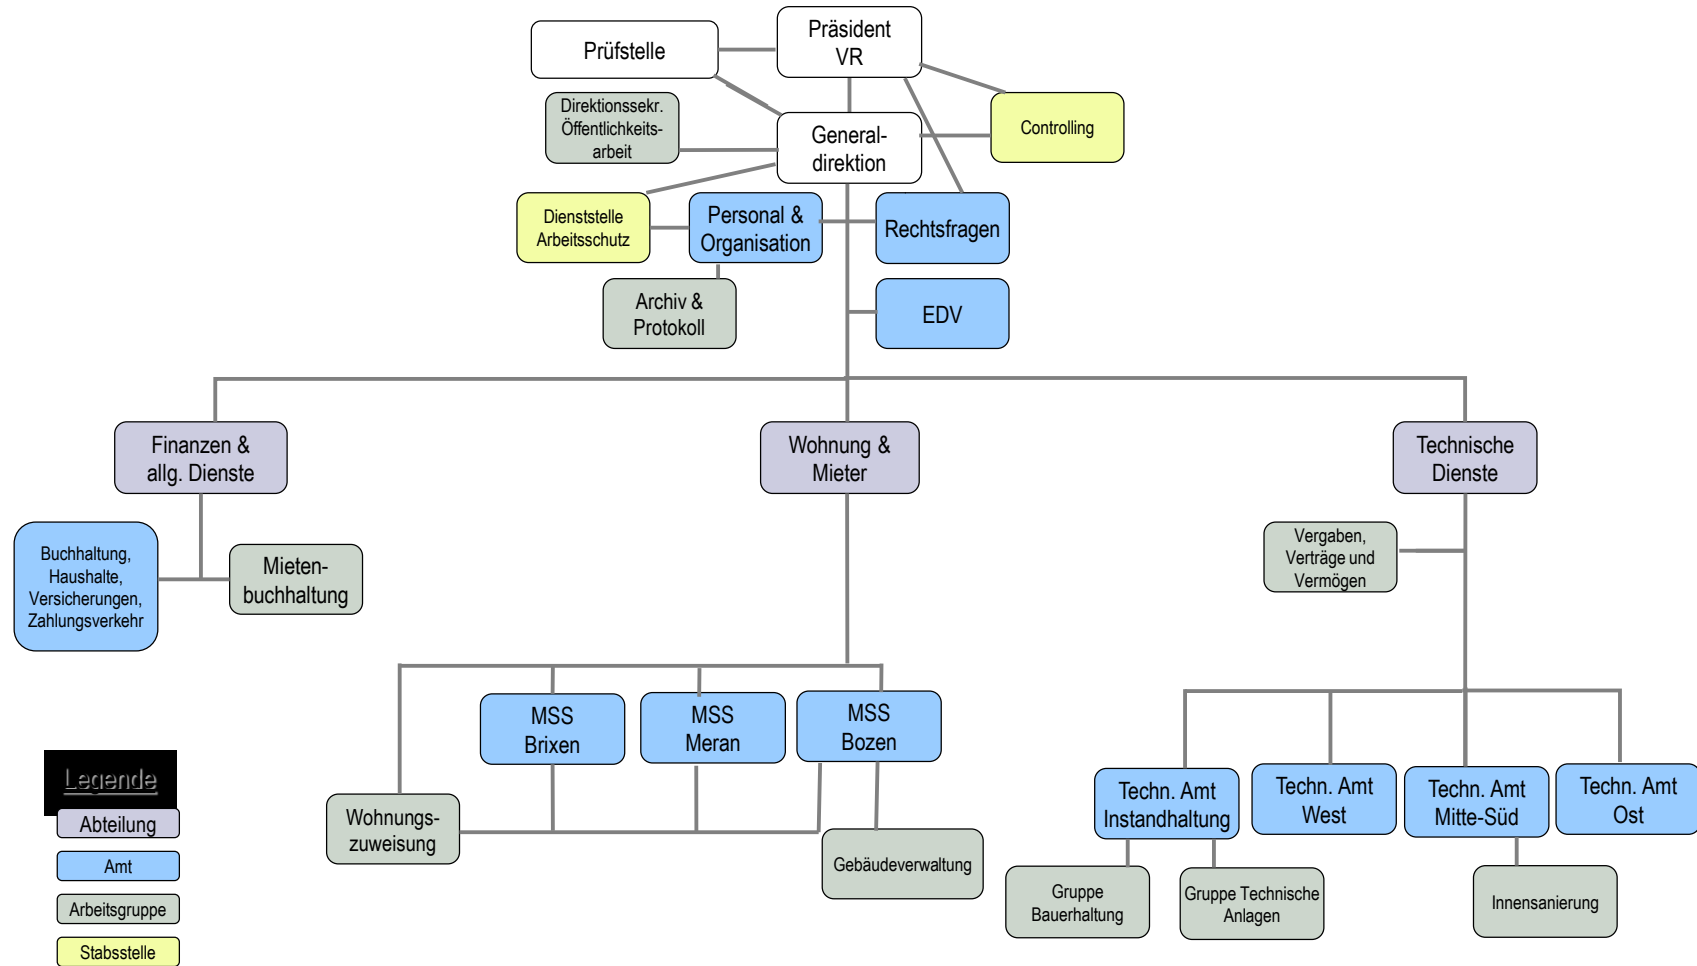 Präsident
VR
Prüfstelle
Direktionssekr.
Öffentlichkeits-
arbeit
General-
direktion
Controlling
Dienststelle
Arbeitsschutz
Personal &
Organisation
Rechtsfragen
Archiv &
Protokoll
EDV
Finanzen &
allg. Dienste
Wohnung &
Mieter
Technische
Dienste
Buchhaltung,
Haushalte,
Versicherungen,
Zahlungsverkehr
Mieten-
buchhaltung
Vergaben,
Verträge und
Vermögen
MSS
Brixen
MSS
Meran
MSS
Bozen
Wohnungs-
zuweisung
Gebäudeverwaltung
Techn. Amt
Instandhaltung
Techn. Amt
West
Techn. Amt
Mitte-Süd
Techn. Amt
Ost
Gruppe
Bauerhaltung
Gruppe Technische
Anlagen
Innensanierung
Legende
Abteilung
Amt
Arbeitsgruppe
Stabsstelle